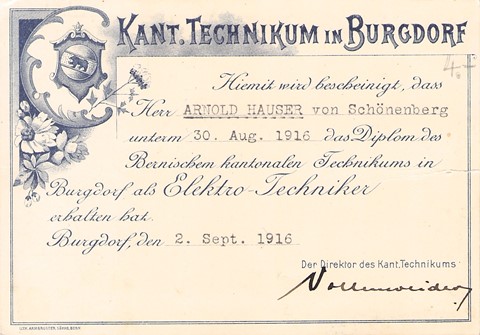 KANT. TECHNIKUM IN BURGDORF
Hiemit wird bescheinigt, dass
Herr ARNOLD HAUSER von Schönenberg
unterm 30. Aug. 1916 das Diplom des
Bernischem kantonalen Technikums in
Burgdorf als Elektro-Techniker
erhalten hat.
Burgdorf, den 2. Sept. 1916
Der Direktor des Kant. Technikums
Vollenweider